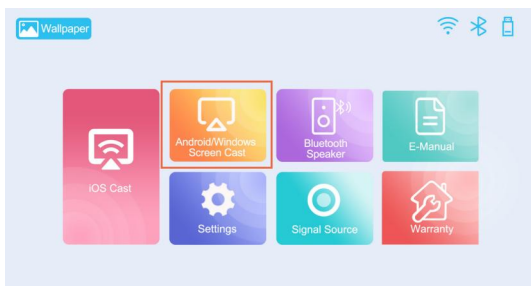 Wallpaper
Android/Windows
Screen Cast
Bluetooth
Speaker
E-Manual
iOS Cast
Settings
Signal Source
Warranty